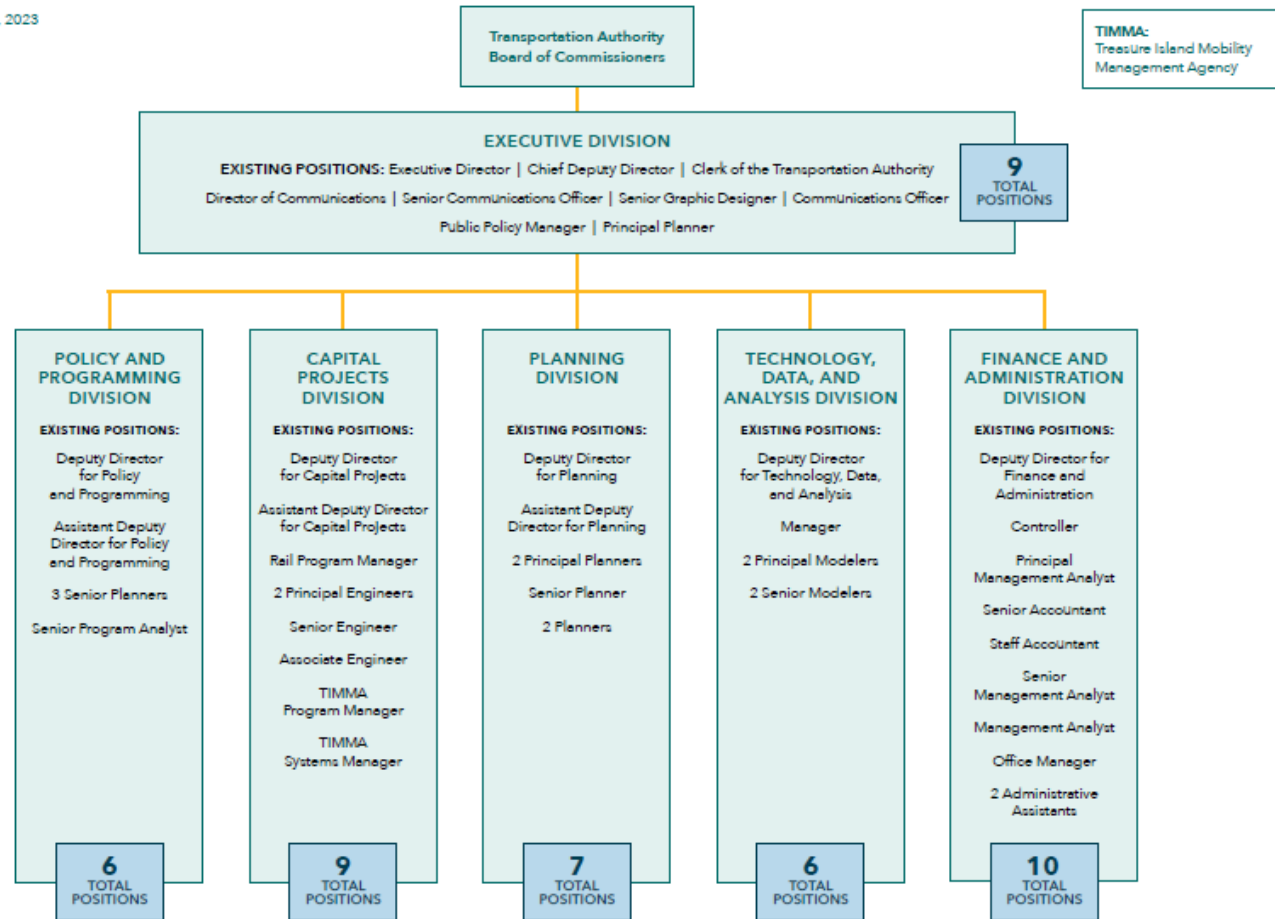 2023
Transportation Authority
Board of Commissioners
TIMMA:
Treasure Island Mobility
Management Agency
EXECUTIVE DIVISION
EXISTING POSITIONS: Executive Director | Chief Deputy Director | Clerk of the Transportation Authority
Director of Communications | Senior Communications Officer | Senior Graphic Designer | Communications Officer
Public Policy Manager | Principal Planner
9
TOTAL
POSITIONS
POLICY AND
PROGRAMMING
DIVISION
EXISTING POSITIONS:
Deputy Director
for Policy
and Programming
Assistant Deputy
Director for Policy
and Programming
3 Senior Planners
Senior Program Analyst
6
TOTAL
POSITIONS
CAPITAL
PROJECTS
DIVISION
EXISTING POSITIONS:
Deputy Director
for Capital Projects
Assistant Deputy Director
for Capital Projects
Rail Program Manager
2 Principal Engineers
Senior Engineer
Associate Engineer
TIMMA
Program Manager
TIMMA
Systems Manager
9
TOTAL
POSITIONS
PLANNING
DIVISION
EXISTING POSITIONS:
Deputy Director
for Planning
Assistant Deputy
Director for Planning
2 Principal Planners
Senior Planner
2 Planners
7
TOTAL
POSITIONS
TECHNOLOGY,
DATA, AND
ANALYSIS DIVISION
EXISTING POSITIONS:
Deputy Director
for Technology, Data,
and Analysis
Manager
2 Principal Modelers
2 Senior Modelers
6
TOTAL
POSITIONS
FINANCE AND
ADMINISTRATION
DIVISION
EXISTING POSITIONS:
Deputy Director for
Finance and
Administration
Controller
Principal
Management Analyst
Senior Accountant
Staff Accountant
Senior
Management Analyst
Management Analyst
Office Manager
2 Administrative
Assistants
10
TOTAL
POSITIONS